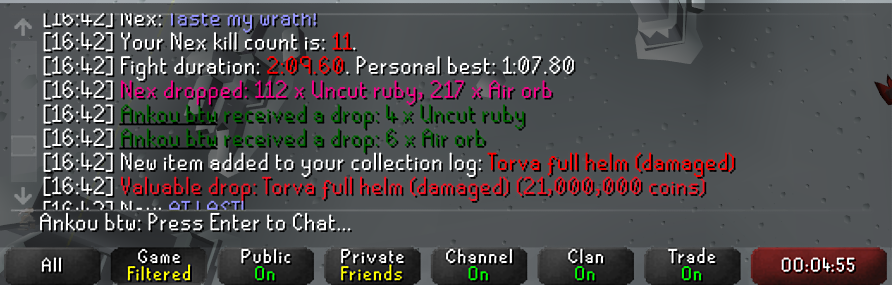 [16:42] Nex: Taste my wrath!
[16:42] Your Nex kill count is: 11.
[16:42] Fight duration: 2:09.60. Personal best: 1:07.80
[16:42] Nex dropped: 112 x Uncut ruby, 217 x Air orb
[16:42] Ankou btw received a drop: 4 x Uncut ruby
[16:42] Ankou btw received a drop: 6 x Air orb
[16:42] New item added to your collection log: Torva full helm (damaged)
[16:42] Valuable drop: Torva full helm (damaged) (21,000,000 coins)
[16:42] Nex: AT LAST!
Ankou btw: Press Enter to Chat...
All
Game
Filtered
Public
On
Private
Friends
Channel
On
Clan
On
Trade
On
00:04:55